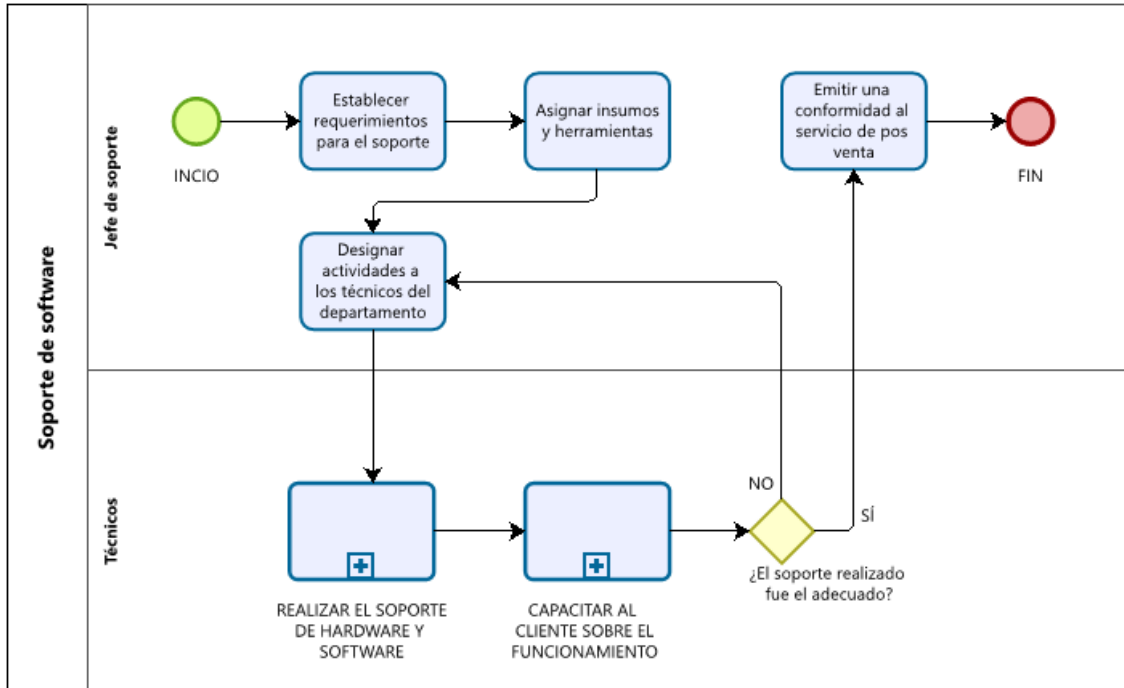 Soporte de software
Jefe de soporte
INCIO
Establecer
requerimientos
para el soporte
Asignar insumos
y herramientas
Emitir una
conformidad al
servicio de pos
venta
FIN
Designar
actividades a
los técnicos del
departamento
Técnicos
REALIZAR EL SOPORTE
DE HARDWARE Y
SOFTWARE
CAPACITAR AL
CLIENTE SOBRE EL
FUNCIONAMIENTO
NO
SÍ
¿El soporte realizado
fue el adecuado?